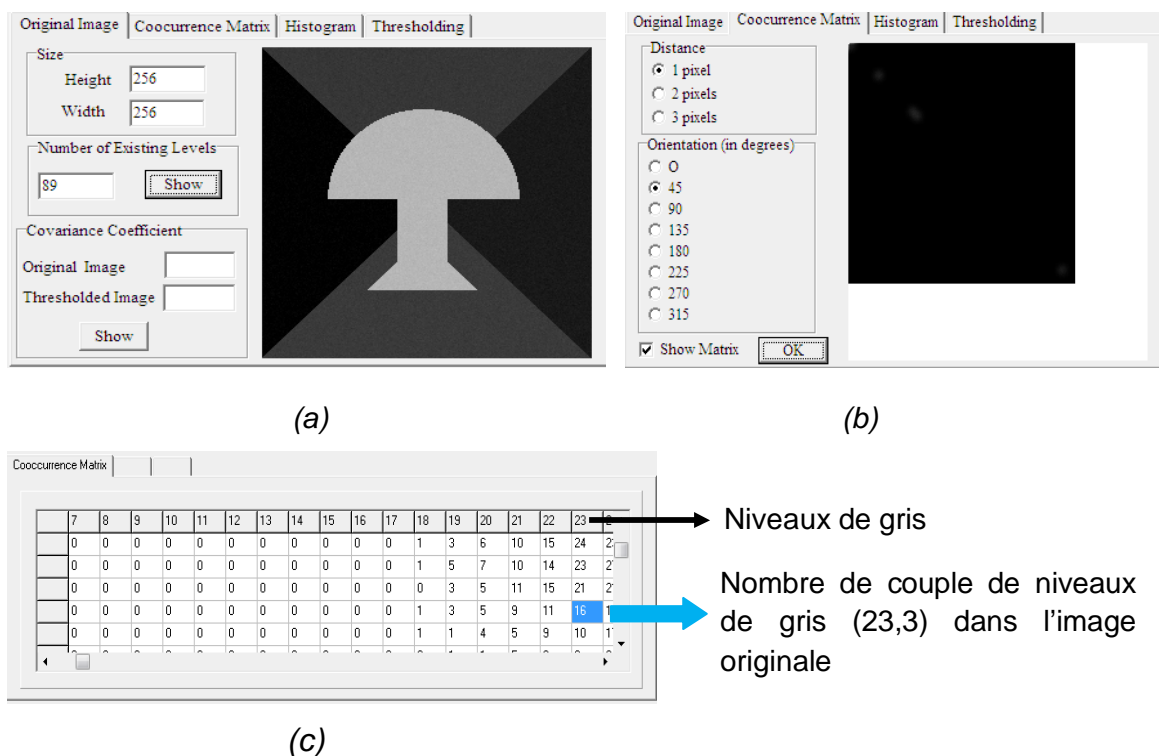 Original Image Coocurrence Matrix Histogram Thresholding
Size
Height 256
Width 256
Number of Existing Levels
89 Show
Covariance Coefficient
Original Image
Thresholded Image
Show
(a)
Original Image Coocurrence Matrix Histogram Thresholding
Distance
1 pixel
2 pixels
3 pixels
Orientation (in degrees)
O
45
90
135
180
225
270
315
Show Matrix OK
(b)
Cooccurrence Matrix
7 8 9 10 11 12 13 14 15 16 17 18 19 20 21 22 23
0 0 0 0 0 0 0 0 0 0 0 1 3 6 10 15 24
0 0 0 0 0 0 0 0 0 0 0 1 5 7 10 14 23
0 0 0 0 0 0 0 0 0 0 0 0 3 5 11 15 21
0 0 0 0 0 0 0 0 0 0 0 1 3 5 9 11 16
0 0 0 0 0 0 0 0 0 0 0 1 1 4 5 9 10
Niveaux de gris
Nombre de couple de niveaux
de gris (23,3) dans l'image
originale
(c)